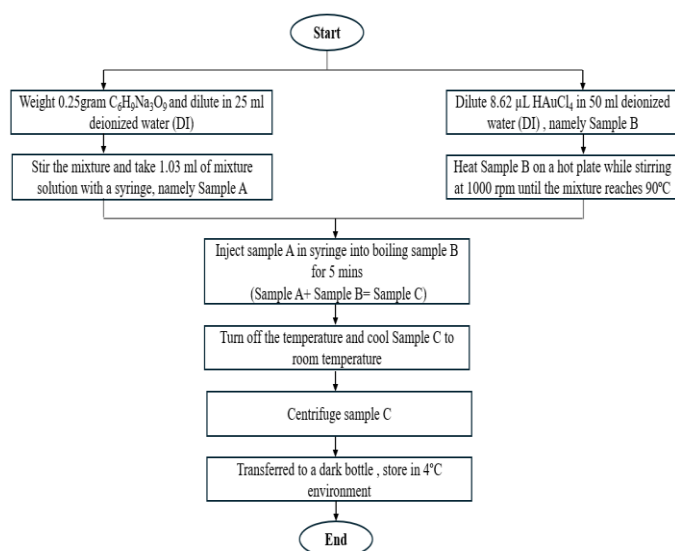 Start
Weight 0.25gram C₆H₉Na₃O₉ and dilute in 25 ml
deionized water (DI)
Stir the mixture and take 1.03 ml of mixture
solution with a syringe, namely Sample A
Dilute 8.62 µL HAuCl₄ in 50 ml deionized
water (DI) , namely Sample B
Heat Sample B on a hot plate while stirring
at 1000 rpm until the mixture reaches 90ºC
Inject sample A in syringe into boiling sample B
for 5 mins
(Sample A+ Sample B= Sample C)
Turn off the temperature and cool Sample C to
room temperature
Centrifuge sample C
Transferred to a dark bottle , store in 4ºC
environment
End